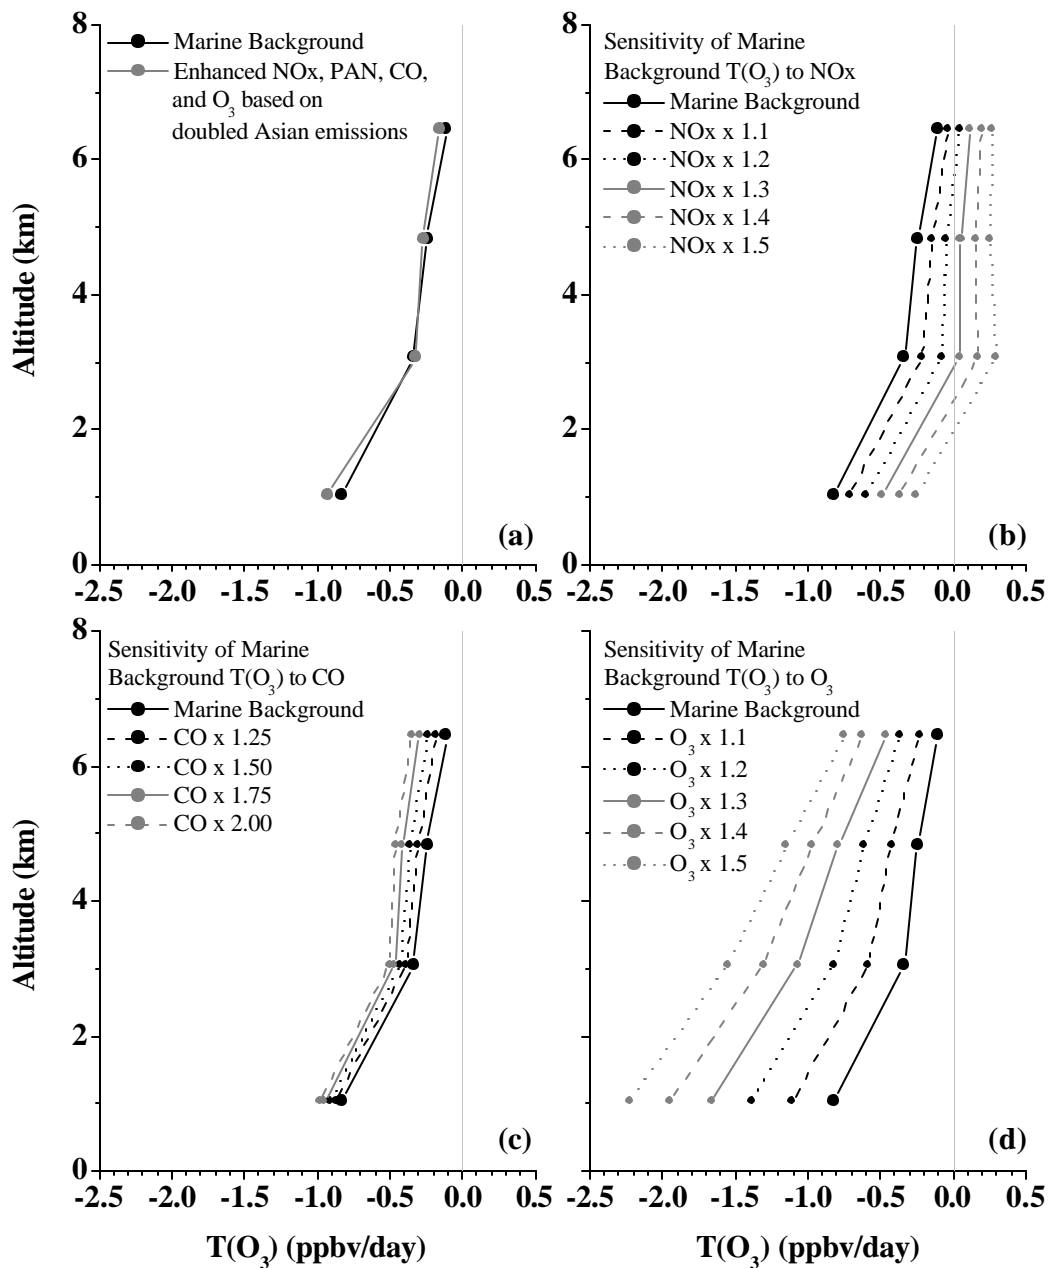 8
Marine Background
Enhanced NOx, PAN, CO,
and O3 based on
doubled Asian emissions
6
4
2
0
Altitude (km)
(a)
-2.5 -2.0 -1.5 -1.0 -0.5 0.0 0.5
8
Sensitivity of Marine
Background T(O3) to NOx
Marine Background
NOx x 1.1
NOx x 1.2
NOx x 1.3
NOx x 1.4
NOx x 1.5
6
4
2
0
(b)
-2.5 -2.0 -1.5 -1.0 -0.5 0.0 0.5
8
Sensitivity of Marine
Background T(O3) to CO
Marine Background
CO x 1.25
CO x 1.50
CO x 1.75
CO x 2.00
6
4
2
0
Altitude (km)
(c)
-2.5 -2.0 -1.5 -1.0 -0.5 0.0 0.5
T(O3) (ppbv/day)
Sensitivity of Marine
Background T(O3) to O3
Marine Background
O3 x 1.1
O3 x 1.2
O3 x 1.3
O3 x 1.4
O3 x 1.5
(d)
-2.5 -2.0 -1.5 -1.0 -0.5 0.0 0.5
T(O3) (ppbv/day)